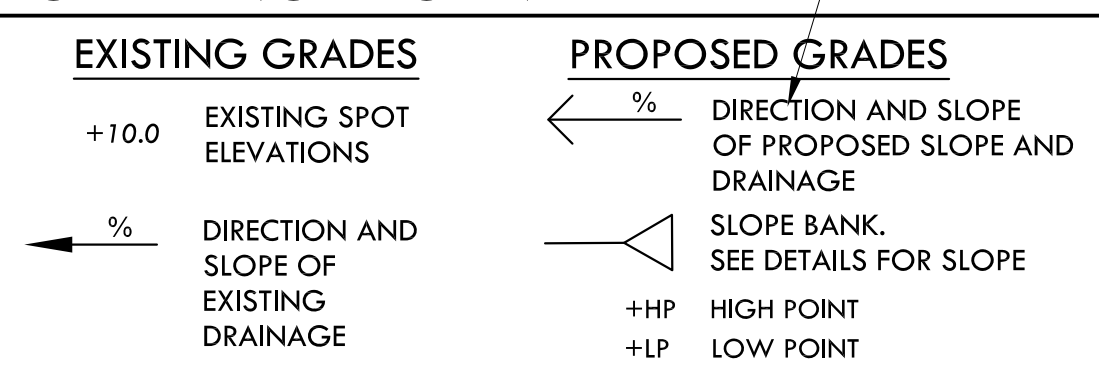 EXISTING GRADES
+10.0 EXISTING SPOT
ELEVATIONS
% DIRECTION AND
SLOPE OF
EXISTING
DRAINAGE
PROPOSED GRADES
% DIRECTION AND SLOPE
OF PROPOSED SLOPE AND
DRAINAGE
SLOPE BANK.
SEE DETAILS FOR SLOPE
+HP HIGH POINT
+LP LOW POINT